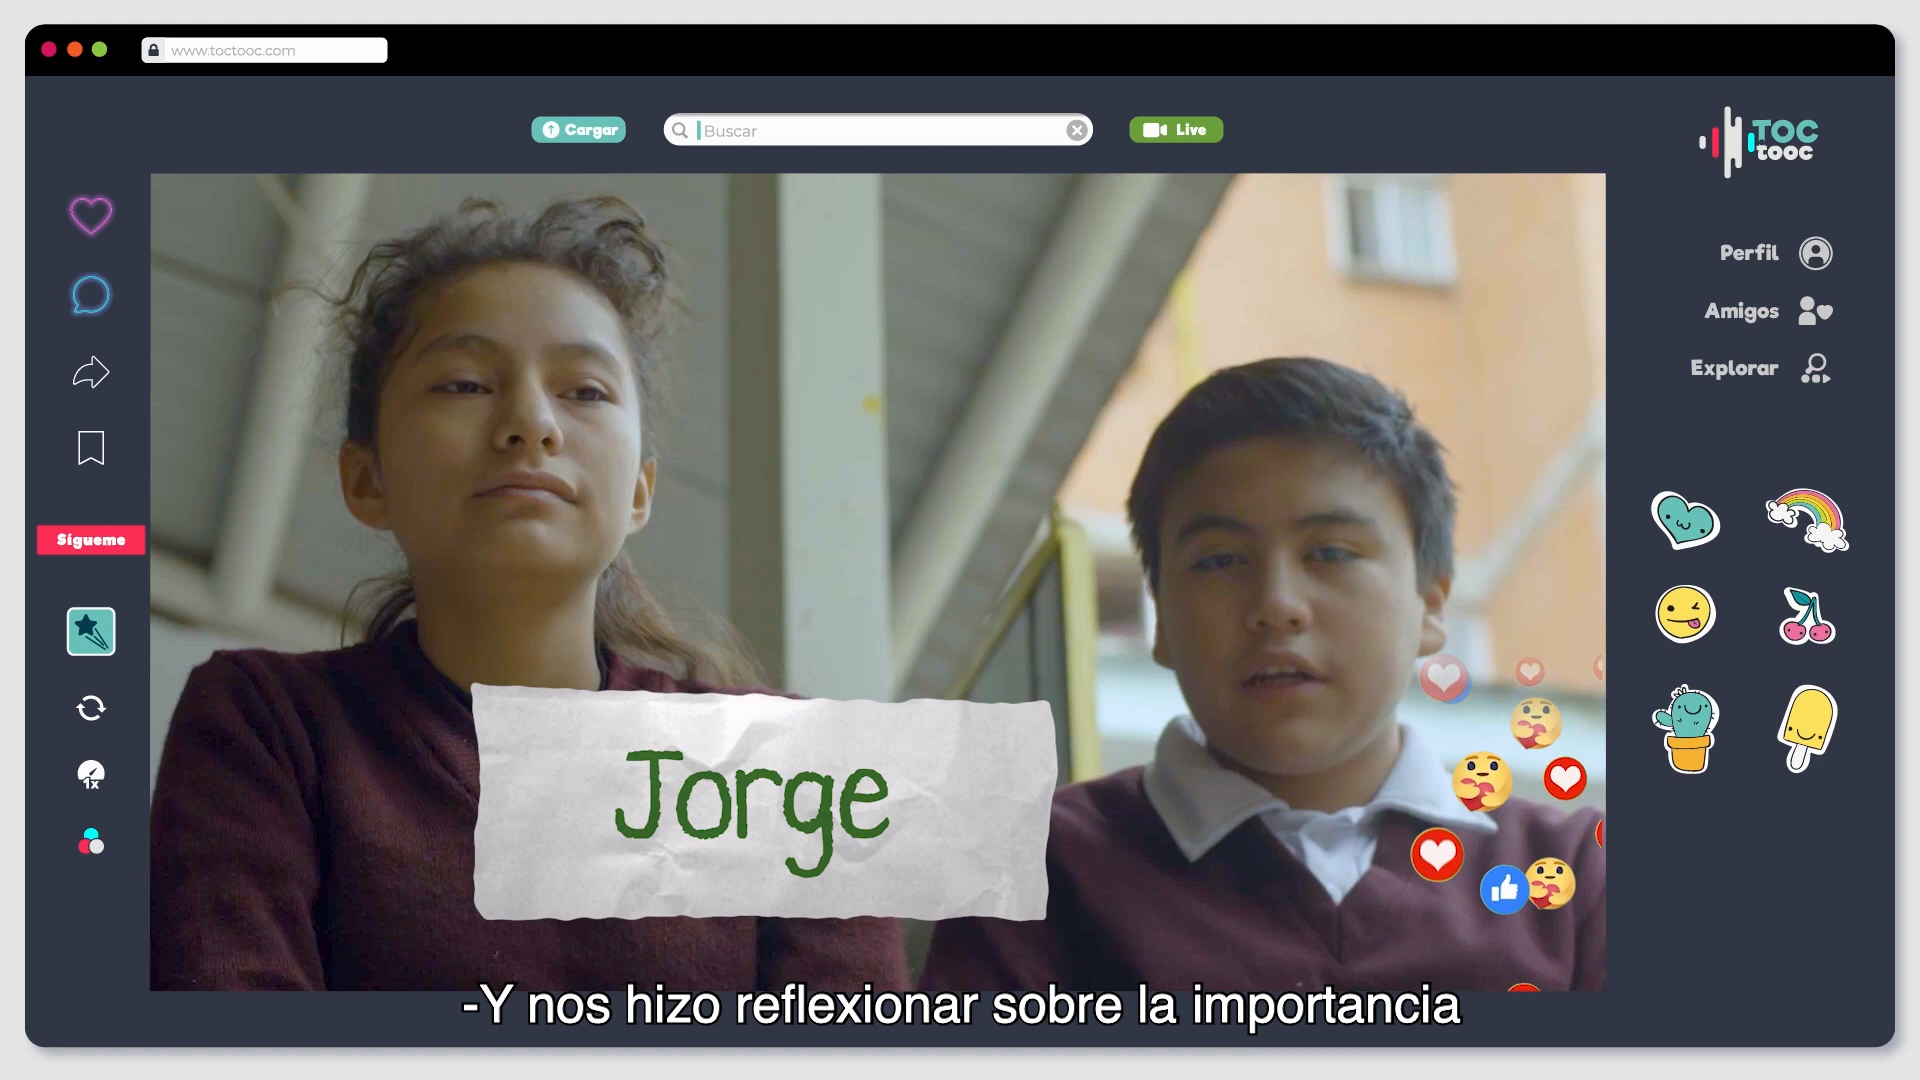 www.toctooc.com
Cargar
Buscar
Live
TOC
tooc
Perfil
Amigos
Explorar
Sígueme
1x
Jorge
-Y nos hizo reflexionar sobre la importancia